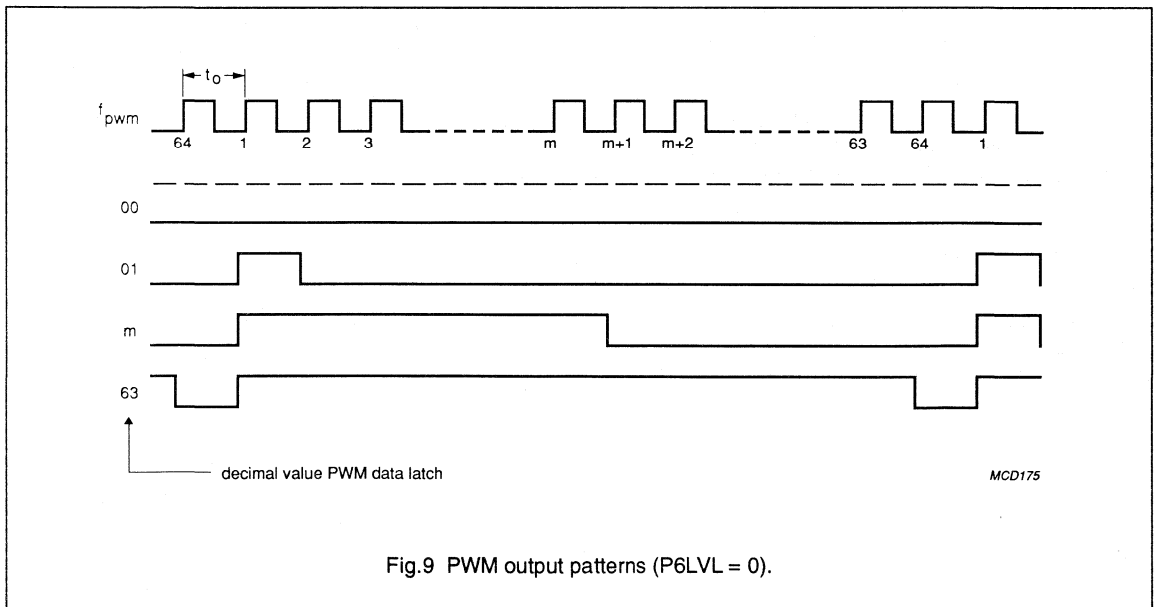 t0
fpwm
64 1 2 3 m m+1 m+2 63 64 1
00
01
m
63
decimal value PWM data latch
MCD175
Fig.9 PWM output patterns (P6LVL = 0).